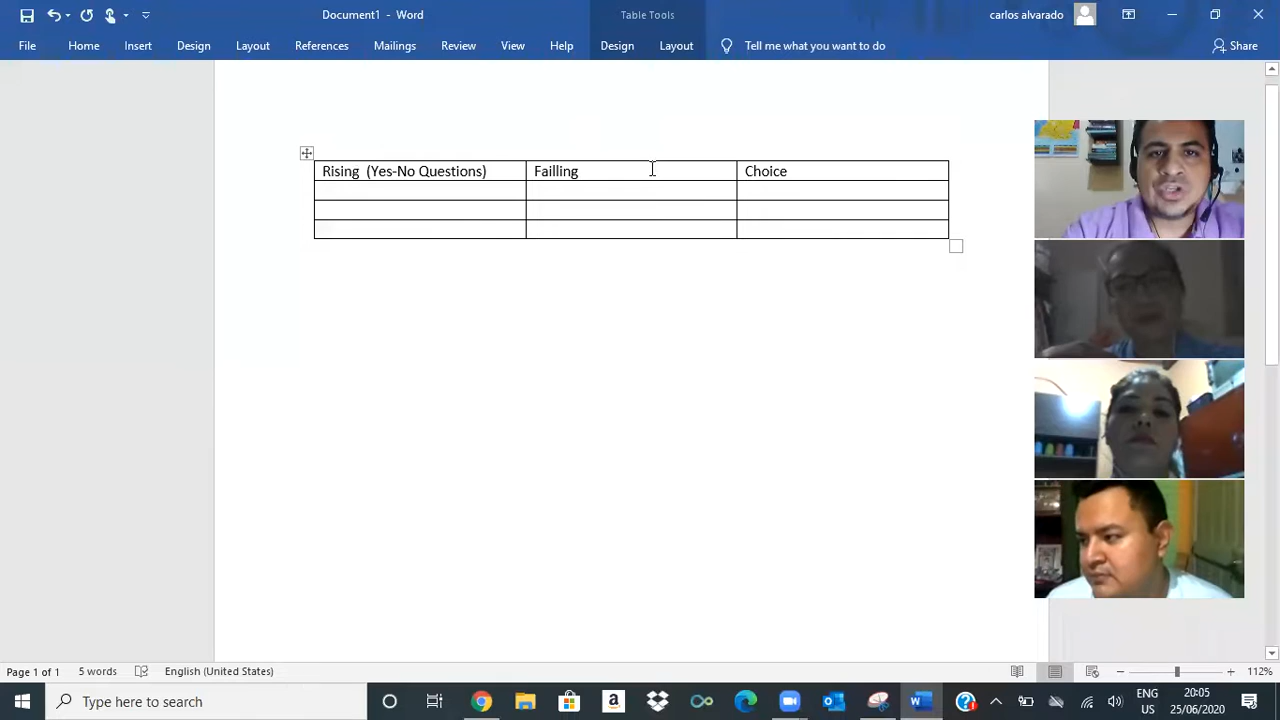 Document1 - Word
Table Tools
carlos alvarado
File
Home
Insert
Design
Layout
References
Mailings
Review
View
Help
Design
Layout
Tell me what you want to do
Share
Rising (Yes-No Questions)
Failling
Choice
Page 1 of 1
5 words
English (United States)
112%
Type here to search
ENG
US
20:05
25/06/2020